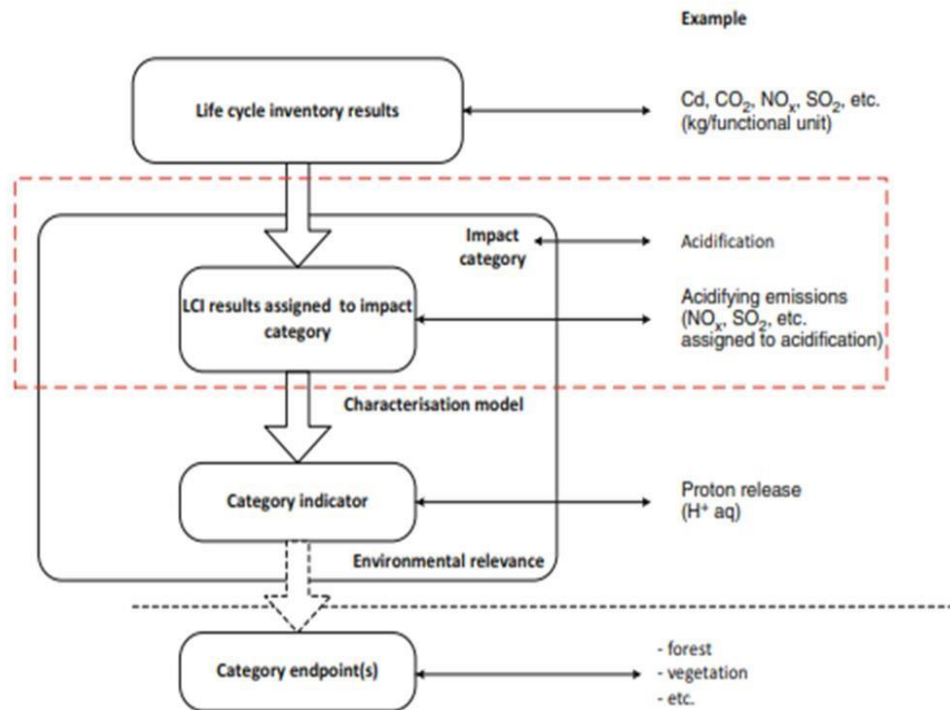 Example
Life cycle inventory results
Cd, CO₂, NOₓ, SO₂, etc.
(kg/functional unit)
Impact
category
Acidification
LCI results assigned to impact
category
Acidifying emissions
(NOₓ, SO₂, etc.
assigned to acidification)
Characterisation model
Category indicator
Proton release
(H⁺ aq)
Environmental relevance
Category endpoint(s)
- forest
- vegetation
- etc.